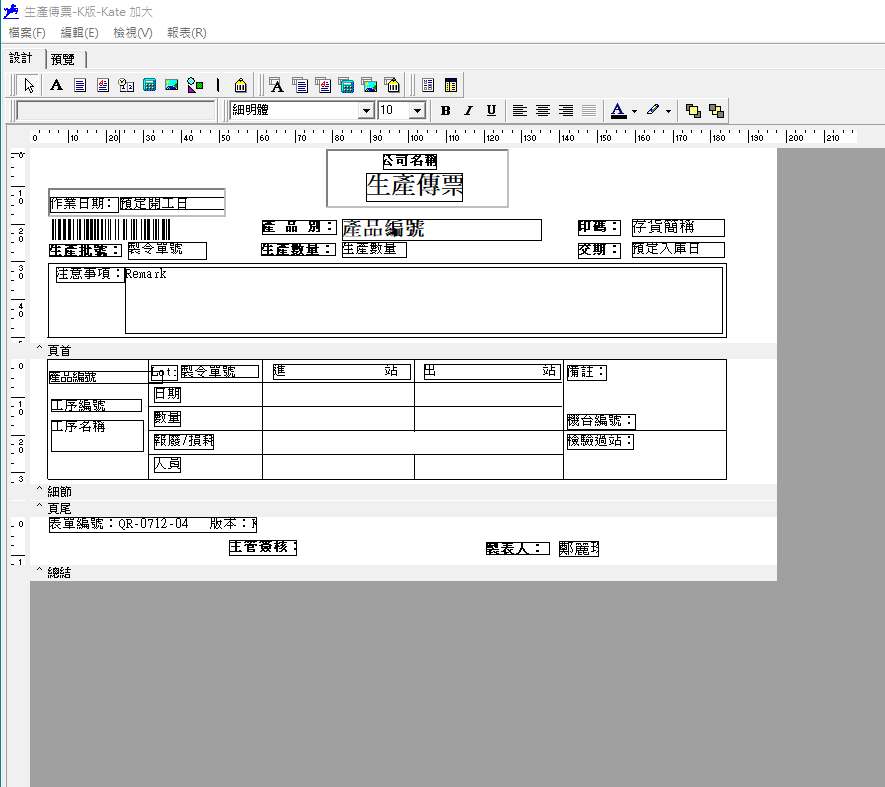 生產傳票-K版-Kate 加大
檔案(F) 編輯(E) 檢視(V) 報表(R)
設計 預覽
細明體 10 B I U A
0 10 20 30 40 50 60 70 80 90 100 110 120 130 140 150 160 170 180 190 200 210
公司名稱
生產傳票
作業日期： 預定開工日
產 品 別： 產品編號 印碼： 存貨簡稱
生產批號： 製令單號 生產數量： 生產數量 交期： 預定入庫日
注意事項： Remark
^ 頁首
產品編號 Lot: 製令單號 進 站 出 站 備註：
日期
工序編號
數量 機台編號：
工序名稱
報廢/損耗 檢驗過站：
人員
^ 細節
^ 頁尾
表單編號：QR-0712-04 版本：
主管簽核： 製表人： 鄭麗
^ 總結